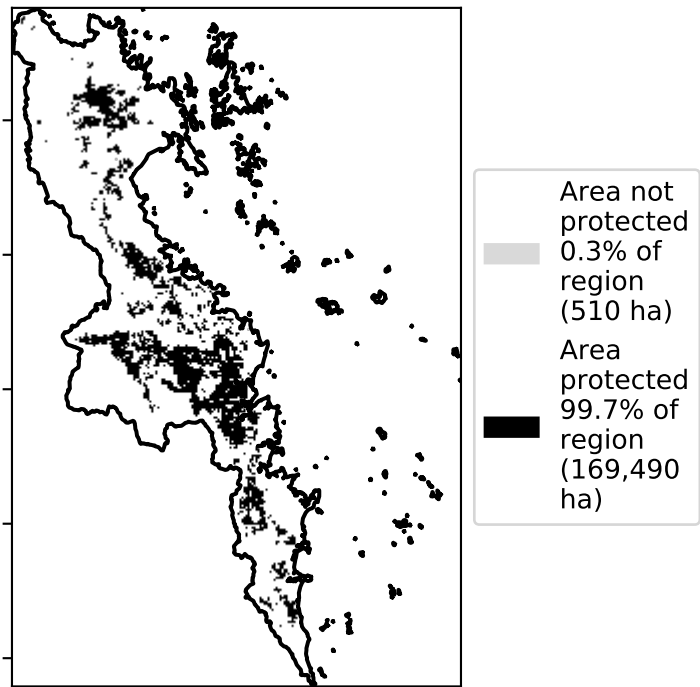 Area not
protected
0.3% of
region
(510 ha)
Area
protected
99.7% of
region
(169,490
ha)